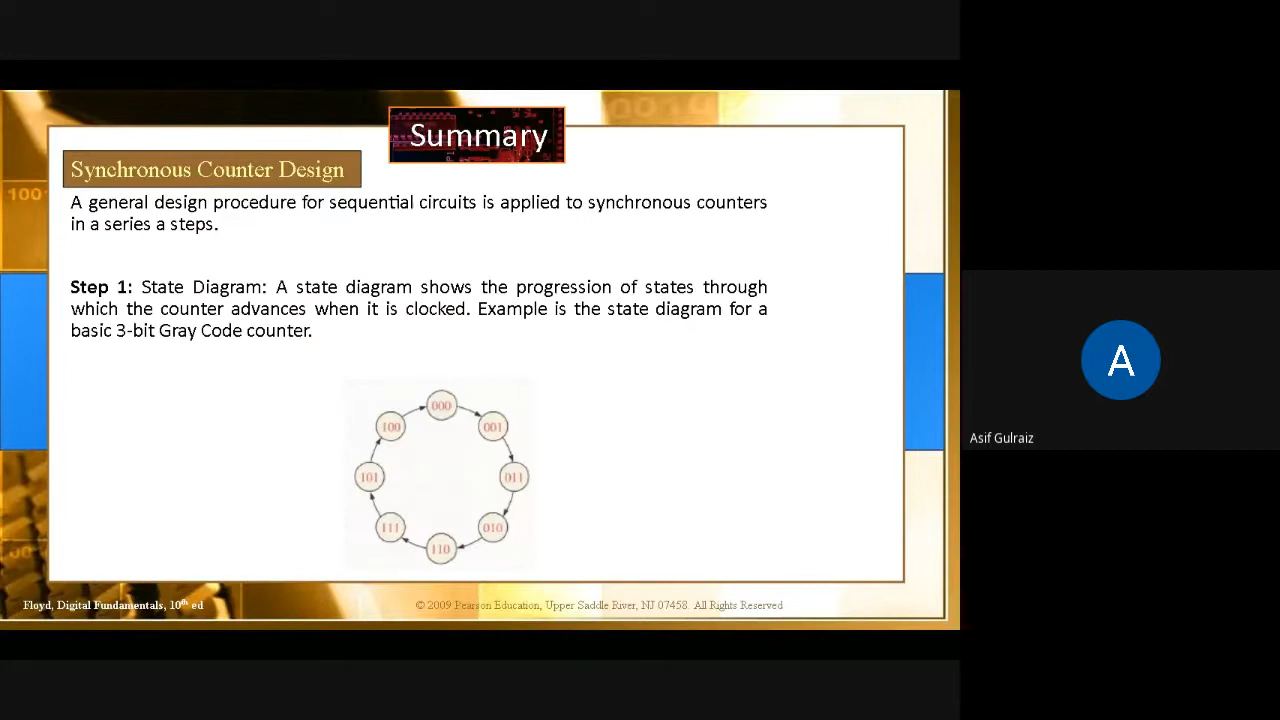 Summary
Synchronous Counter Design
A general design procedure for sequential circuits is applied to synchronous counters
in a series a steps.
Step 1: State Diagram: A state diagram shows the progression of states through
which the counter advances when it is clocked. Example is the state diagram for a
basic 3-bit Gray Code counter.
000
100
001
101
011
111
010
110
A
Asif Gulraiz
Floyd, Digital Fundamentals, 10th ed
© 2009 Pearson Education, Upper Saddle River, NJ 07458. All Rights Reserved